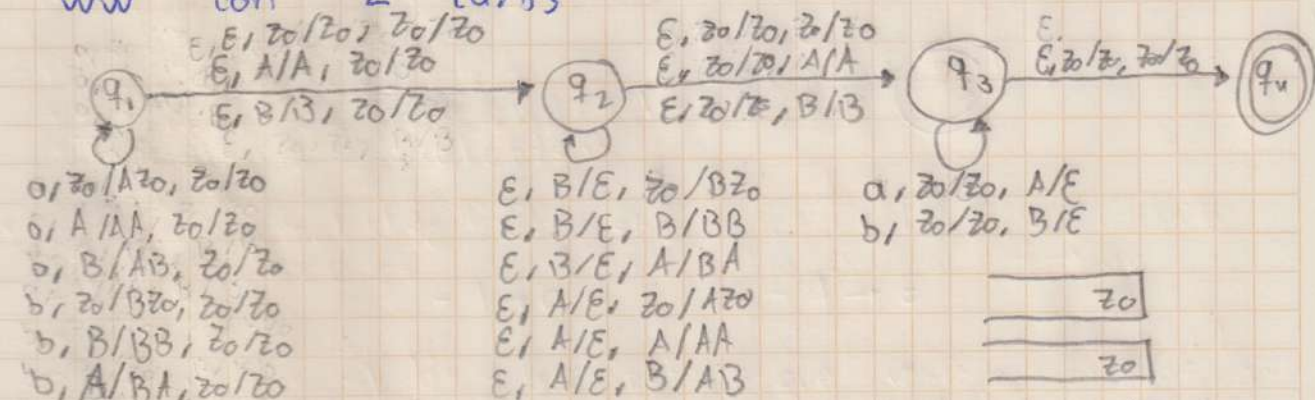 WW con Σ {a,b}
ε, z0/z0, z0/z0
ε, A/A, z0/z0
ε, B/B, z0/z0
ε, z0/z0, z0/z0
ε, z0/z0, A/A
ε, z0/z0, B/B
ε, z0/z0, z0/z0
q1
q2
q3
q4
a, z0/Az0, z0/z0
a, A/AA, z0/z0
a, B/AB, z0/z0
b, z0/Bz0, z0/z0
b, B/BB, z0/z0
b, A/BA, z0/z0
ε, B/ε, z0/Bz0
ε, B/ε, B/BB
ε, B/ε, A/BA
ε, A/ε, z0/Az0
ε, A/ε, A/AA
ε, A/ε, B/AB
a, z0/z0, A/ε
b, z0/z0, B/ε
z0
z0